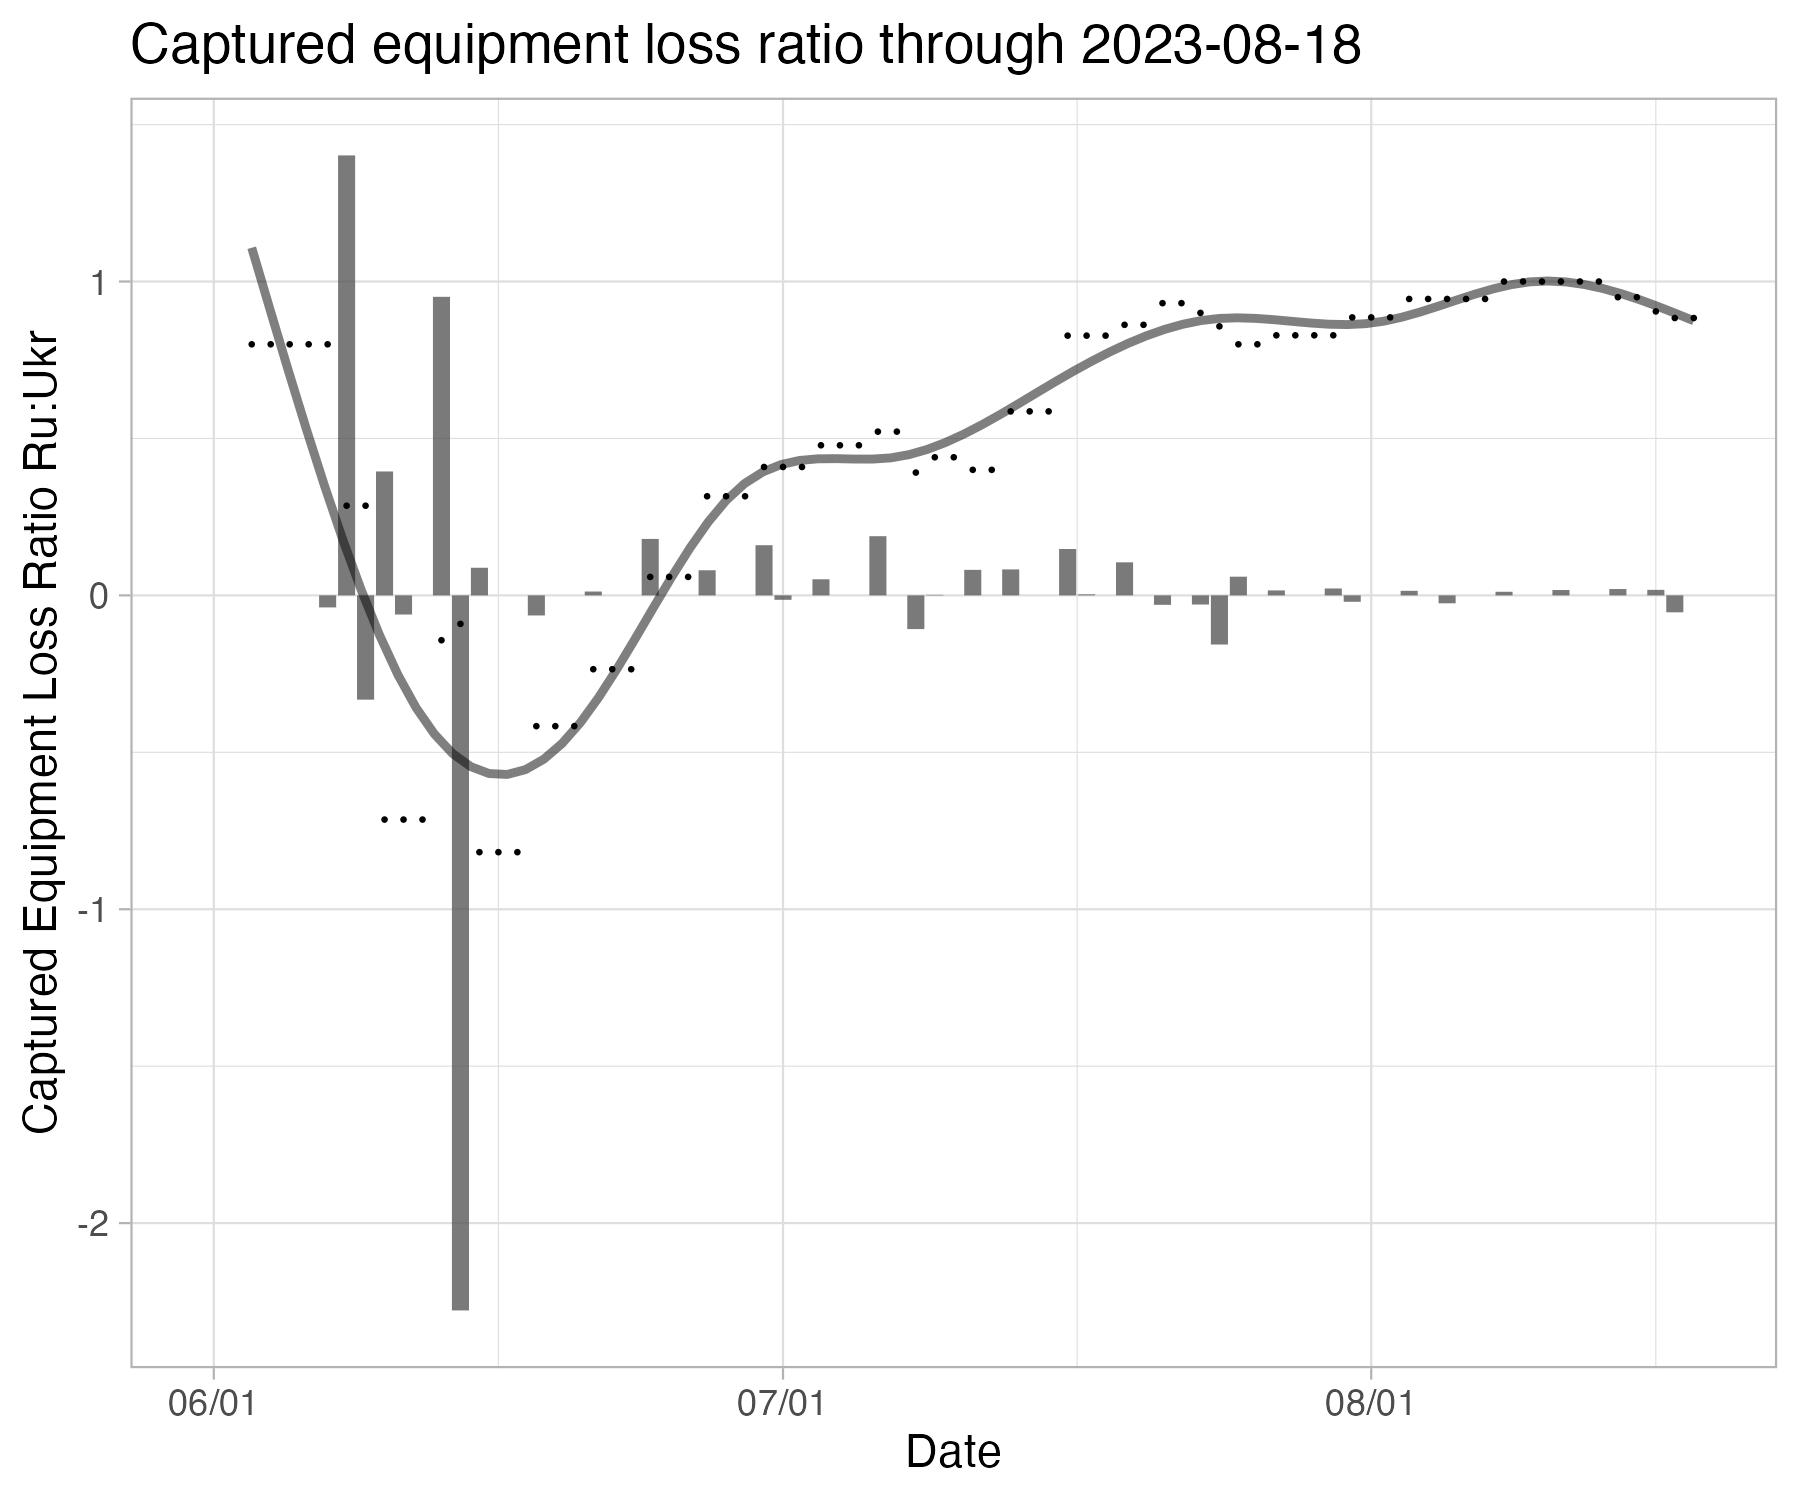 Captured equipment loss ratio through 2023-08-18
Captured Equipment Loss Ratio Ru:Ukr
1
0
-1
-2
06/01
07/01
08/01
Date